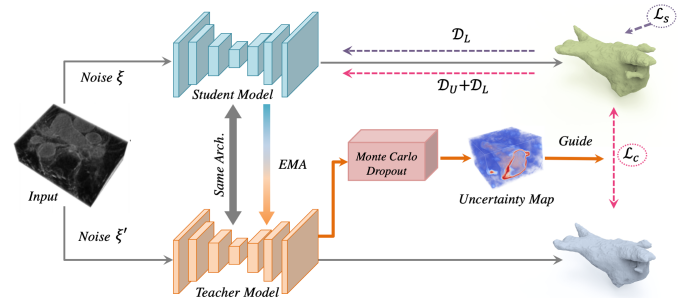 ℒₛ
𝒟_L
Noise ξ
Student Model
𝒟_U+𝒟_L
Same Arch.
EMA
Monte Carlo
Dropout
Guide
ℒ_c
Input
Uncertainty Map
Noise ξ′
Teacher Model